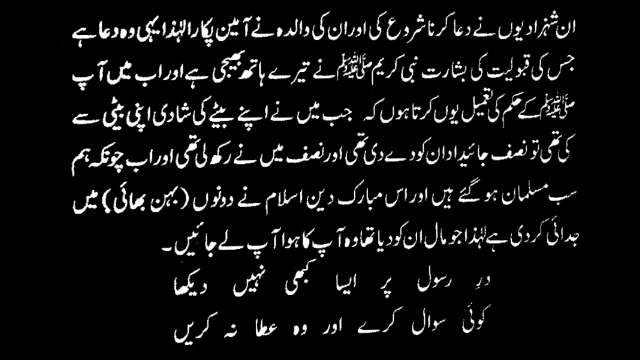 ان شہزادیوں نے دعا کرنا شروع کی اور ان کی والدہ نے آمین پکارا لہٰذا یہی وہ دعا ہے
جس کی قبولیت کی بشارت نبی کریم ﷺ نے تیرے ہاتھ بھیجی ہے اور اب میں آپ
ﷺ کے حکم کی تعمیل یوں کرتا ہوں کہ جب میں نے اپنے بیٹے کی شادی اپنی بیٹی سے
کی تھی تو نصف جائیداد ان کو دے دی تھی اور نصف میں نے رکھ لی تھی اور اب چونکہ ہم
سب مسلمان ہو گئے ہیں اور اس مبارک دین اسلام نے دونوں (بہن بھائی) میں
جدائی کر دی ہے لہٰذا جو مال ان کو دیا تھا وہ آپ کا ہوا آپ لے جائیں۔
درِ رسول پر ایسا کبھی نہیں دیکھا
کوئی سوال کرے اور وہ عطا نہ کریں